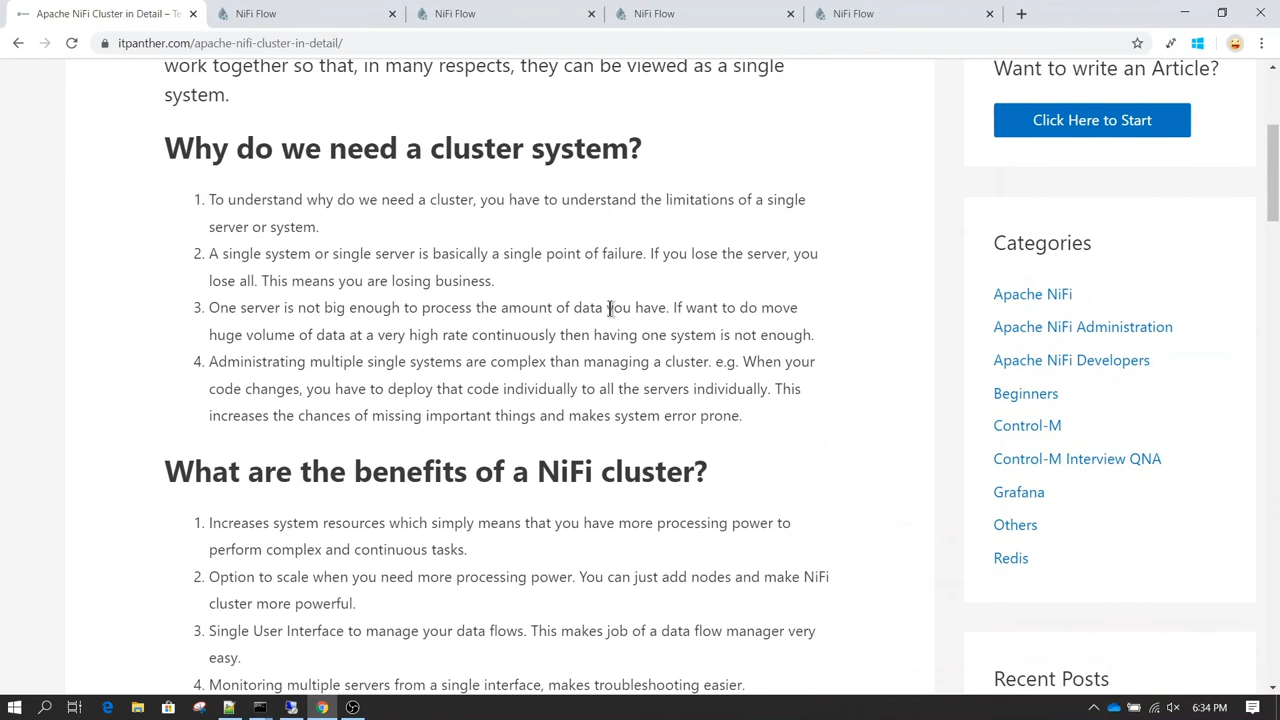 Apache NiFi Cluster in Detail – Te
NiFi Flow
NiFi Flow
NiFi Flow
NiFi Flow
itpanther.com/apache-nifi-cluster-in-detail/
work together so that, in many respects, they can be viewed as a single
system.
Why do we need a cluster system?
1. To understand why do we need a cluster, you have to understand the limitations of a single
server or system.
2. A single system or single server is basically a single point of failure. If you lose the server, you
lose all. This means you are losing business.
3. One server is not big enough to process the amount of data you have. If want to do move
huge volume of data at a very high rate continuously then having one system is not enough.
4. Administrating multiple single systems are complex than managing a cluster. e.g. When your
code changes, you have to deploy that code individually to all the servers individually. This
increases the chances of missing important things and makes system error prone.
What are the benefits of a NiFi cluster?
1. Increases system resources which simply means that you have more processing power to
perform complex and continuous tasks.
2. Option to scale when you need more processing power. You can just add nodes and make NiFi
cluster more powerful.
3. Single User Interface to manage your data flows. This makes job of a data flow manager very
easy.
4. Monitoring multiple servers from a single interface, makes troubleshooting easier.
Want to write an Article?
Click Here to Start
Categories
Apache NiFi
Apache NiFi Administration
Apache NiFi Developers
Beginners
Control-M
Control-M Interview QNA
Grafana
Others
Redis
Recent Posts
6:34 PM